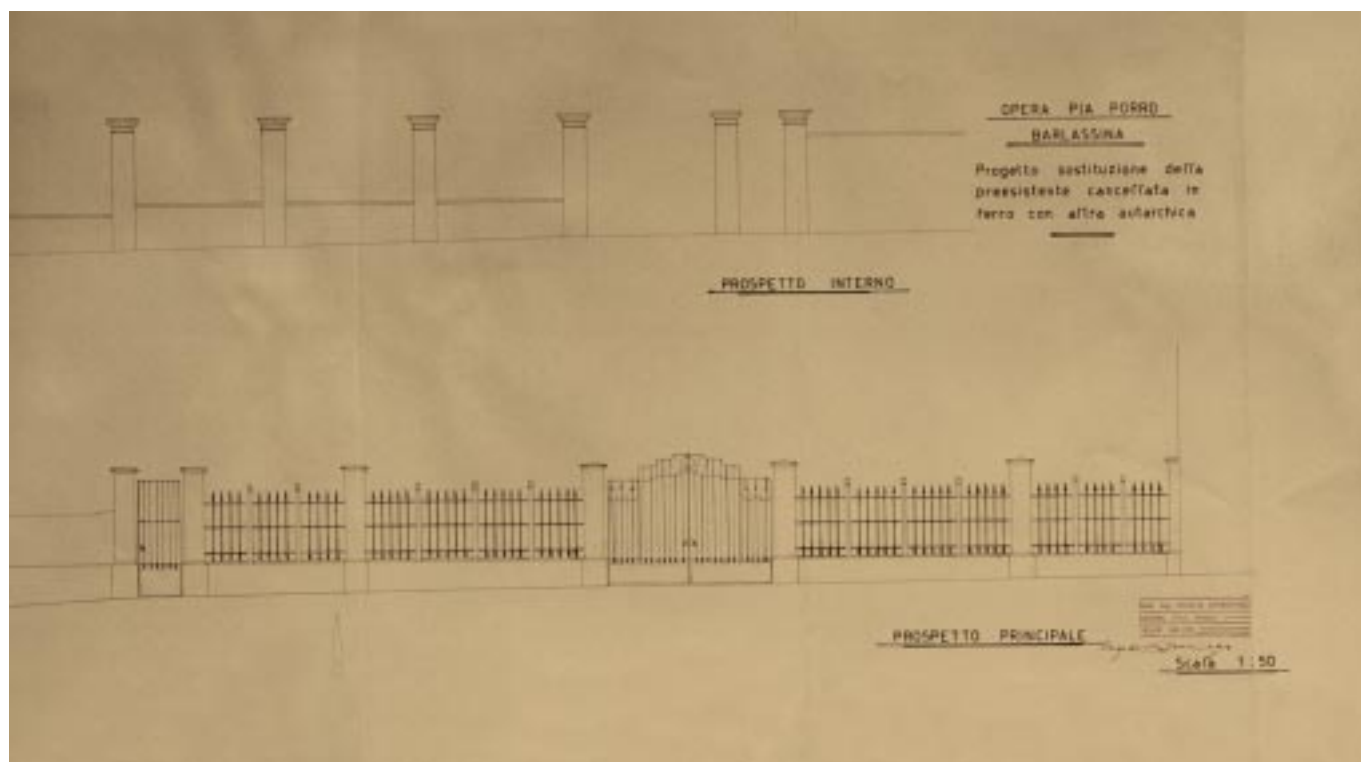 OPERA PIA PORRO
BARLASSINA
Progetto sostituzione della
preesistente cancellata in
ferro con altra autarchica
PROSPETTO INTERNO
PROSPETTO PRINCIPALE
Scala 1:50